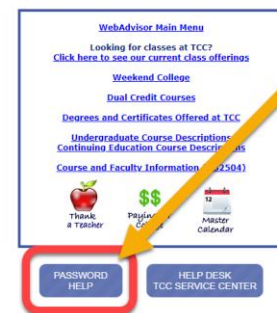 WebAdvisor Main Menu
Looking for classes at TCC?
Click here to see our current class offerings
Weekend College
Dual Credit Courses
Degrees and Certificates Offered at TCC
Undergraduate Course Descriptions
Continuing Education Course
Course and Faculty Information 2504)
Thank
a Teacher
$$
12
Master
Calendar
PASSWORD
HELP
HELP DESK
TCC SERVICE CENTER